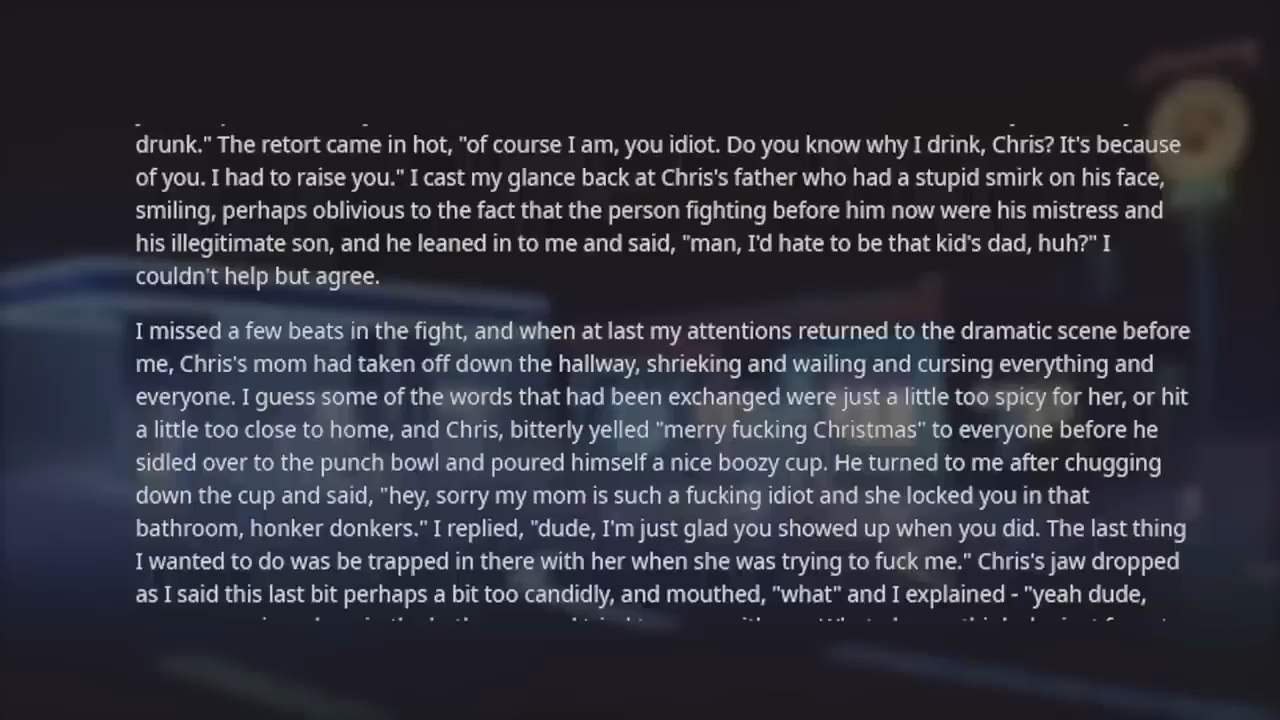 drunk." The retort came in hot, "of course I am, you idiot. Do you know why I drink, Chris? It's because
of you. I had to raise you." I cast my glance back at Chris's father who had a stupid smirk on his face,
smiling, perhaps oblivious to the fact that the person fighting before him now were his mistress and
his illegitimate son, and he leaned in to me and said, "man, I'd hate to be that kid's dad, huh?" I
couldn't help but agree.
I missed a few beats in the fight, and when at last my attentions returned to the dramatic scene before
me, Chris's mom had taken off down the hallway, shrieking and wailing and cursing everything and
everyone. I guess some of the words that had been exchanged were just a little too spicy for her, or hit
a little too close to home, and Chris, bitterly yelled "merry fucking Christmas" to everyone before he
sidled over to the punch bowl and poured himself a nice boozy cup. He turned to me after chugging
down the cup and said, "hey, sorry my mom is such a fucking idiot and she locked you in that
bathroom, honker donkers." I replied, "dude, I'm just glad you showed up when you did. The last thing
I wanted to do was be trapped in there with her when she was trying to fuck me." Chris's jaw dropped
as I said this last bit perhaps a bit too candidly, and mouthed, "what" and I explained - "yeah dude,